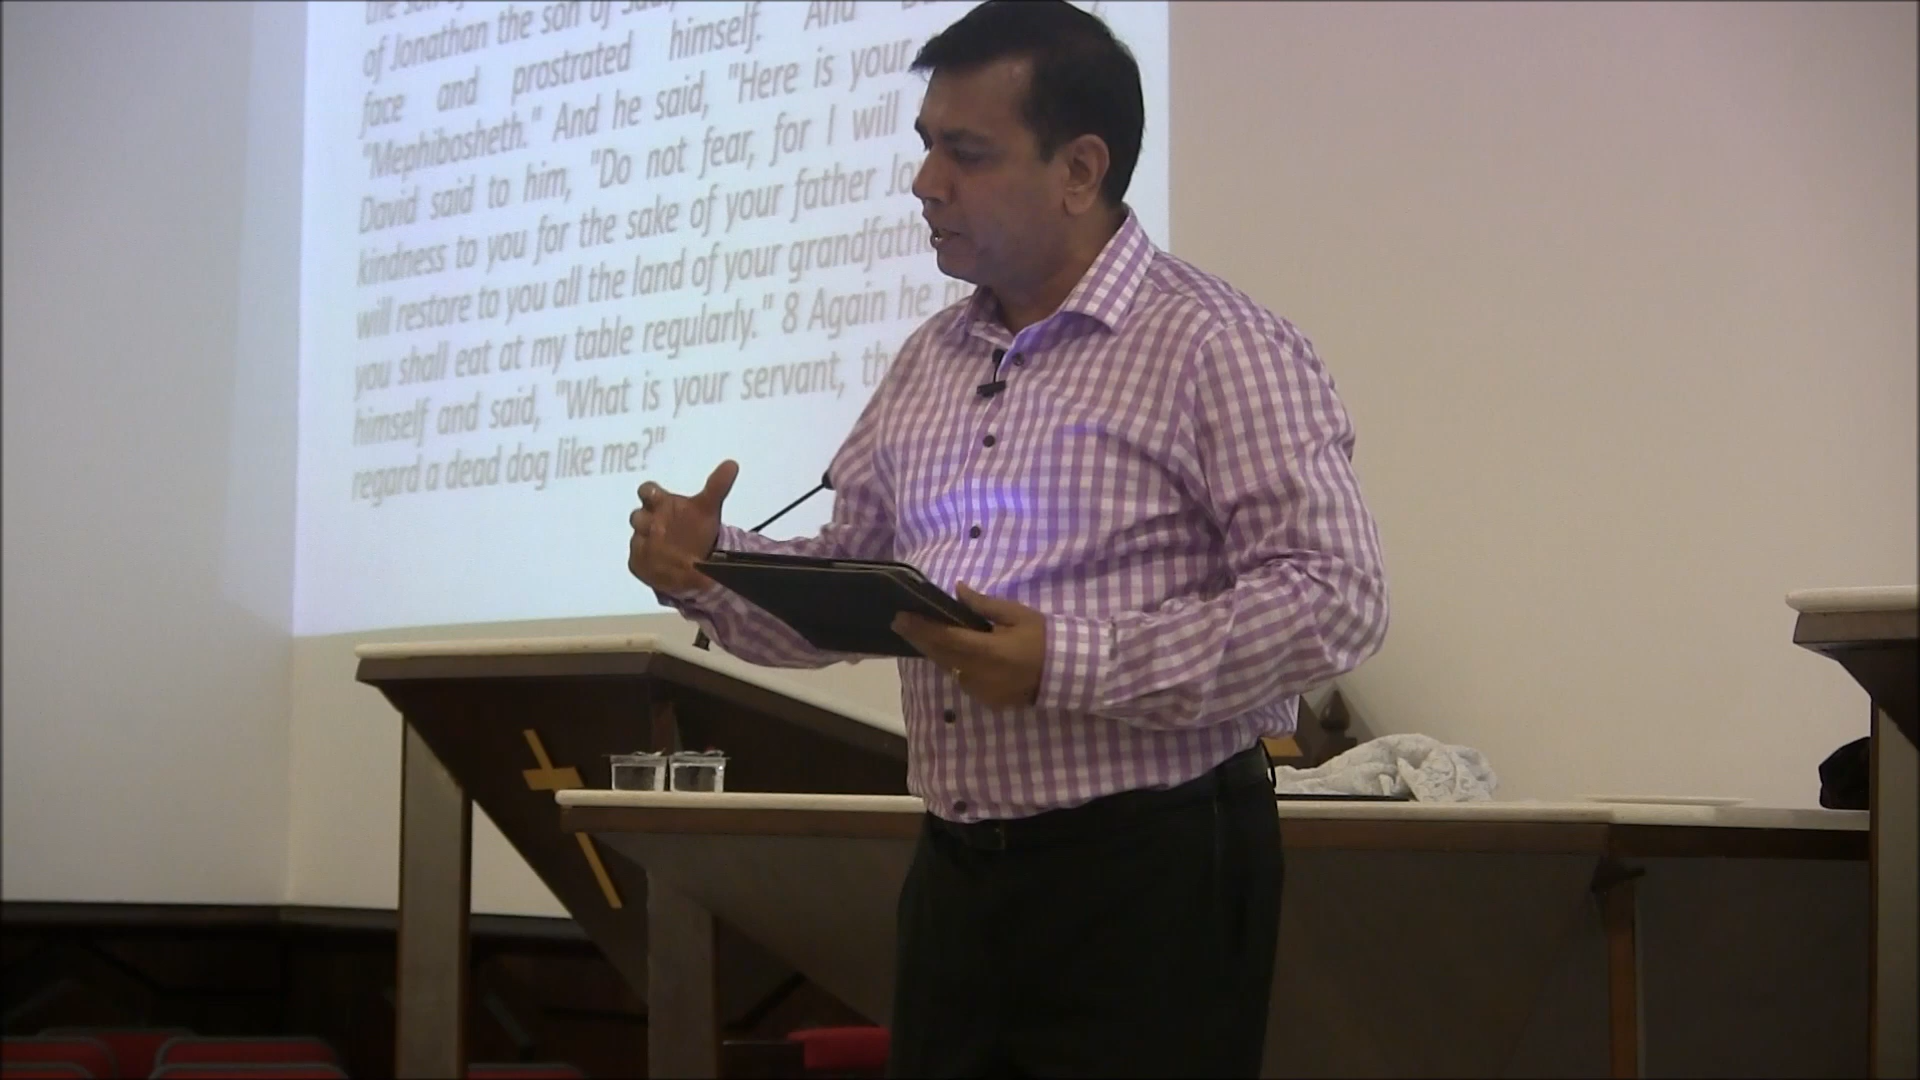 of Jonathan the son of Saul,
face and prostrated himself. And
"Mephibosheth." And he said, "Here is your
David said to him, "Do not fear, for I will
kindness to you for the sake of your father
will restore to you all the land of your
you shall eat at my table regularly." 8 Again he
himself and said, "What is your servant,
regard a dead dog like me?"